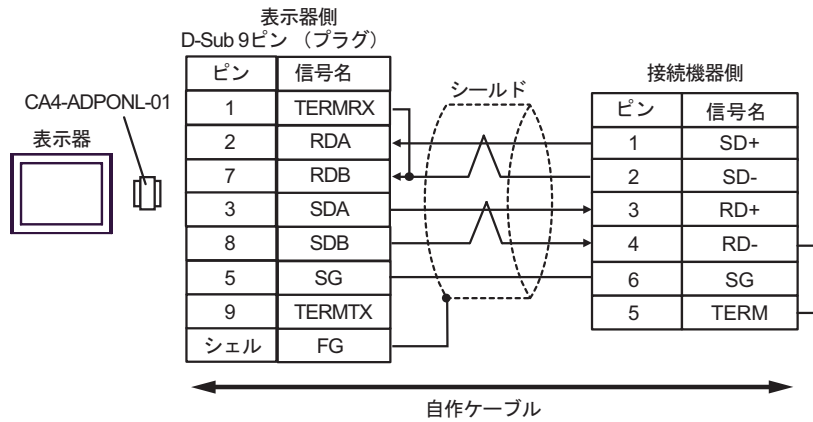 表示器側
D-Sub 9ピン （プラグ）
ピン 信号名
1 TERMRX
2 RDA
7 RDB
3 SDA
8 SDB
5 SG
9 TERMTX
シェル FG
CA4-ADPONL-01
表示器
シールド
接続機器側
ピン 信号名
1 SD+
2 SD-
3 RD+
4 RD-
6 SG
5 TERM
自作ケーブル